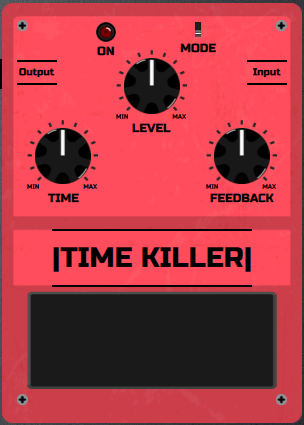 ON
MODE
Output
Input
MIN MAX
LEVEL
MIN MAX
TIME
MIN MAX
FEEDBACK
|TIME KILLER|